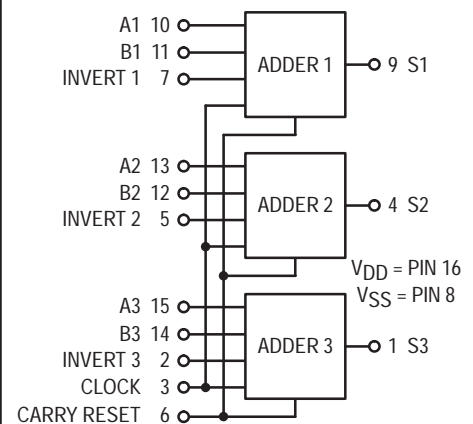 A1 10
B1 11
INVERT 1 7
ADDER 1
9 S1
A2 13
B2 12
INVERT 2 5
ADDER 2
4 S2
VDD = PIN 16
VSS = PIN 8
A3 15
B3 14
INVERT 3 2
CLOCK 3
CARRY RESET 6
ADDER 3
1 S3